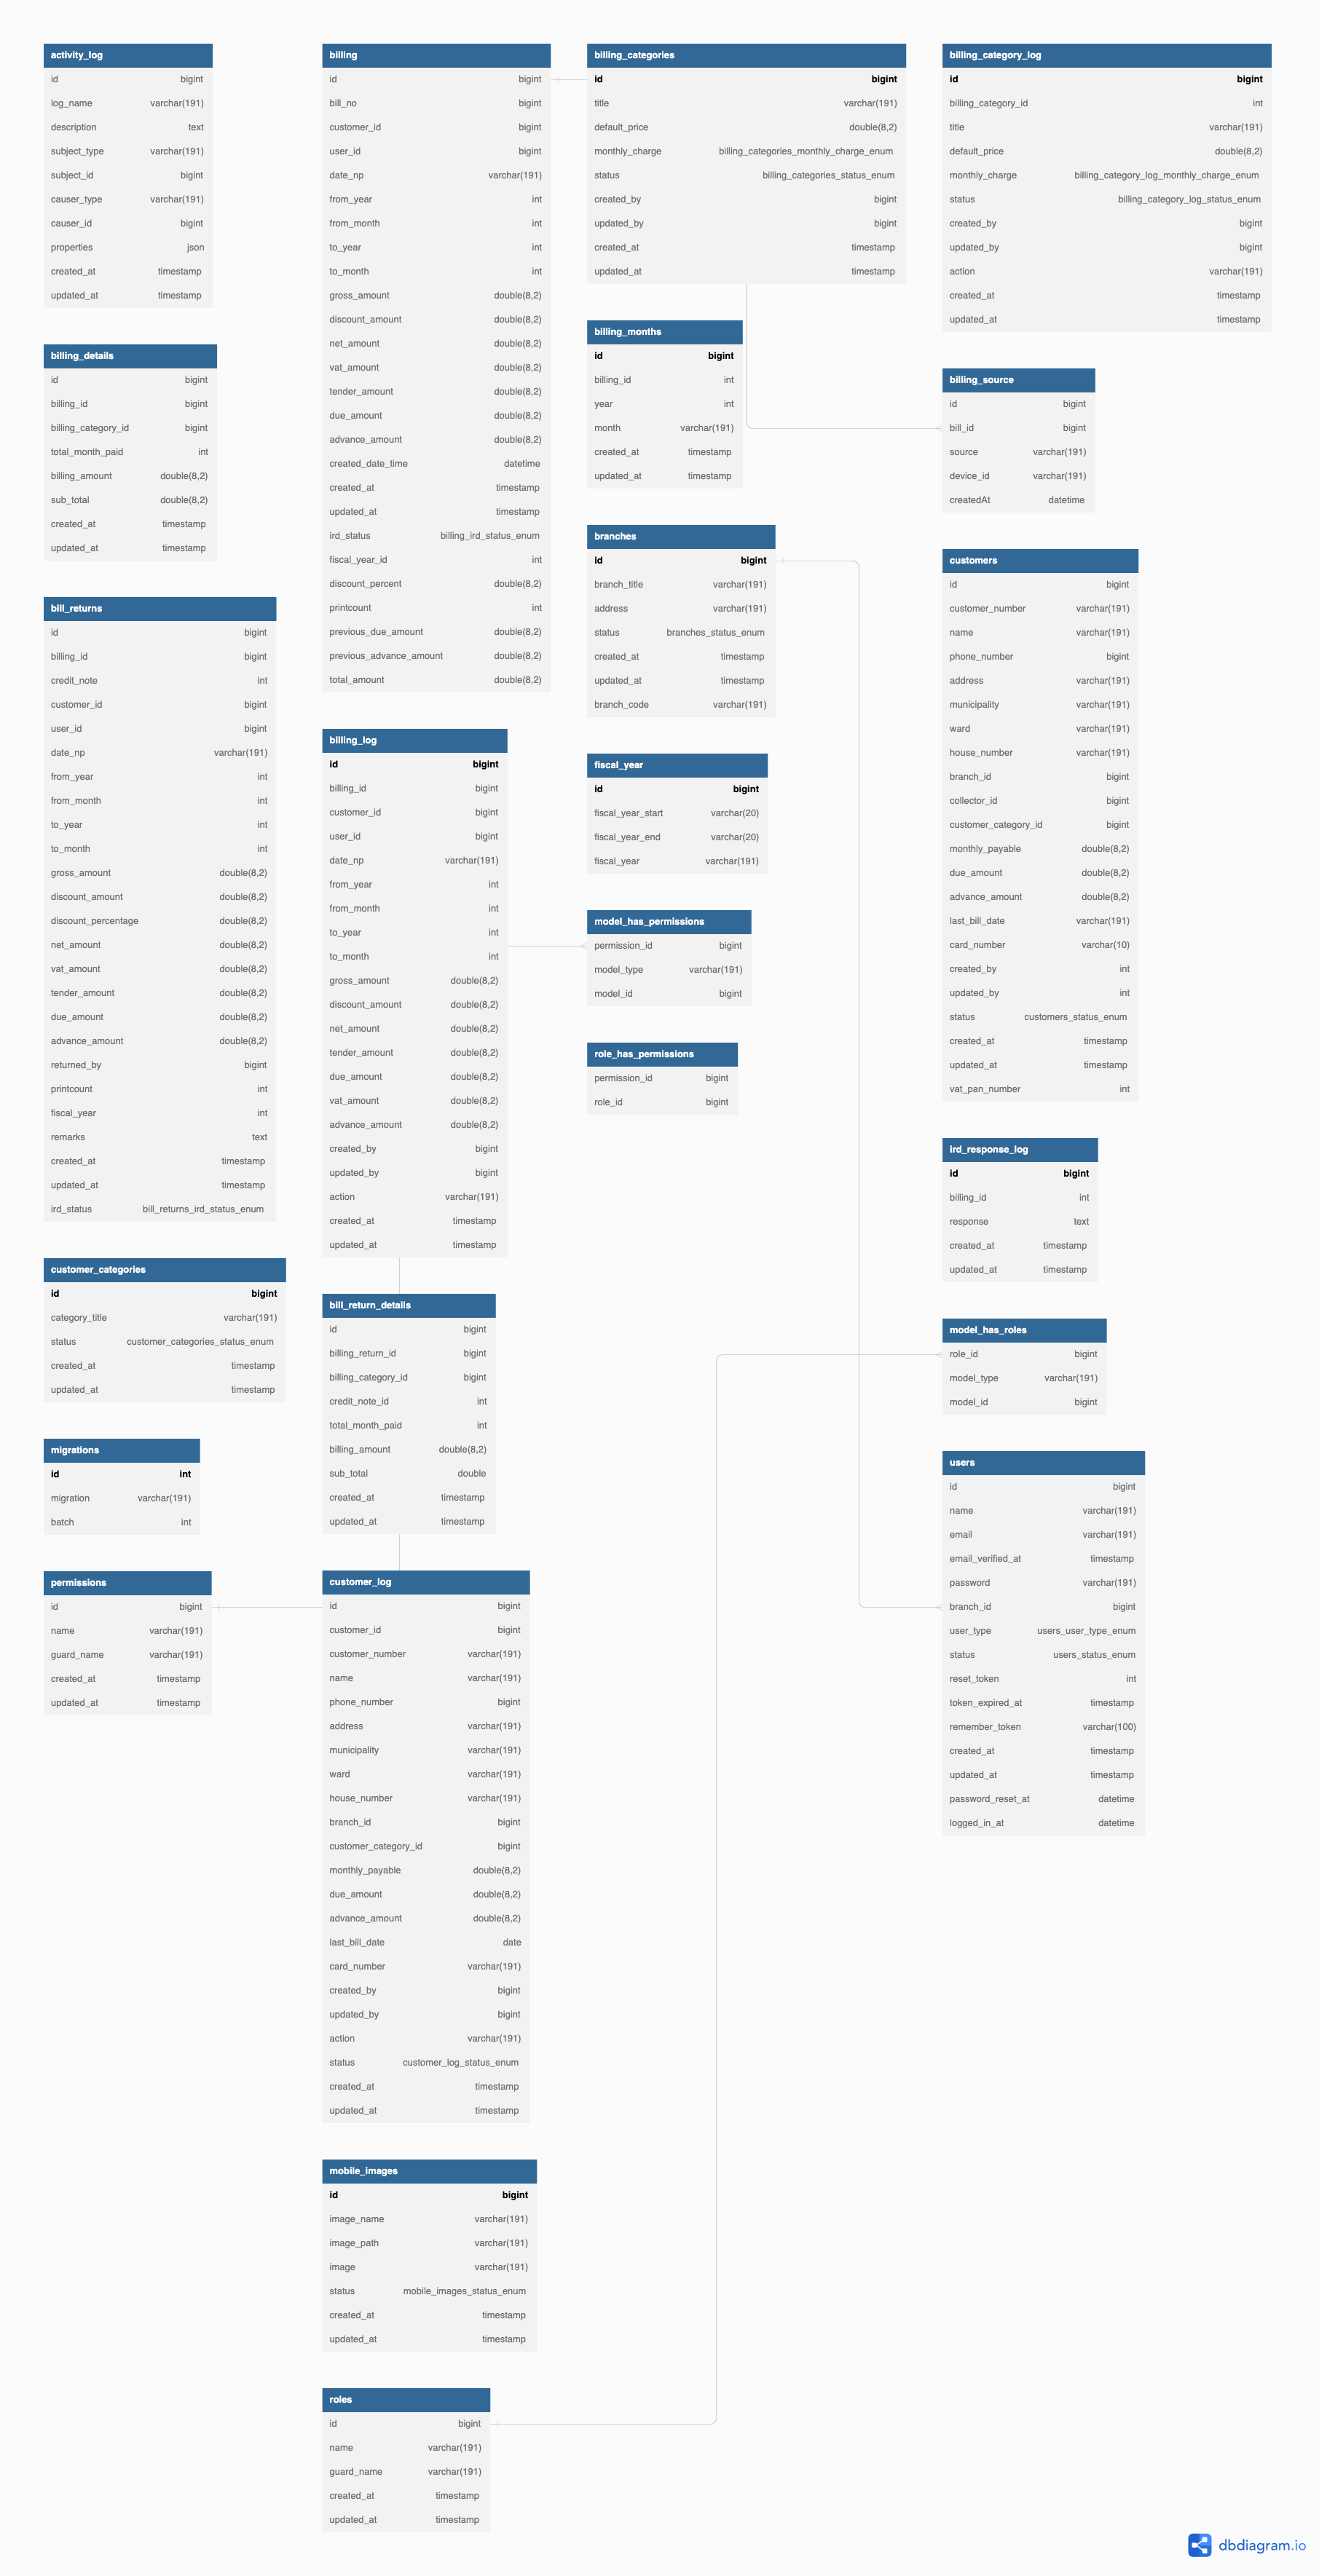 activity_log
id bigint
log_name varchar(191)
description text
subject_type varchar(191)
subject_id bigint
causer_type varchar(191)
causer_id bigint
properties json
created_at timestamp
updated_at timestamp
billing_details
id bigint
billing_id bigint
billing_category_id bigint
total_month_paid int
billing_amount double(8,2)
sub_total double(8,2)
created_at timestamp
updated_at timestamp
bill_returns
id bigint
billing_id bigint
credit_note int
customer_id bigint
user_id bigint
date_np varchar(191)
from_year int
from_month int
to_year int
to_month int
gross_amount double(8,2)
discount_amount double(8,2)
discount_percentage double(8,2)
net_amount double(8,2)
vat_amount double(8,2)
tender_amount double(8,2)
due_amount double(8,2)
advance_amount double(8,2)
returned_by bigint
printcount int
fiscal_year int
remarks text
created_at timestamp
updated_at timestamp
ird_status bill_returns_ird_status_enum
customer_categories
id bigint
category_title varchar(191)
status customer_categories_status_enum
created_at timestamp
updated_at timestamp
migrations
id int
migration varchar(191)
batch int
permissions
id bigint
name varchar(191)
guard_name varchar(191)
created_at timestamp
updated_at timestamp
billing
id bigint
bill_no bigint
customer_id bigint
user_id bigint
date_np varchar(191)
from_year int
from_month int
to_year int
to_month int
gross_amount double(8,2)
discount_amount double(8,2)
net_amount double(8,2)
vat_amount double(8,2)
tender_amount double(8,2)
due_amount double(8,2)
advance_amount double(8,2)
created_date_time datetime
created_at timestamp
updated_at timestamp
ird_status billing_ird_status_enum
fiscal_year_id int
discount_percent double(8,2)
printcount int
previous_due_amount double(8,2)
previous_advance_amount double(8,2)
total_amount double(8,2)
billing_log
id bigint
billing_id bigint
customer_id bigint
user_id bigint
date_np varchar(191)
from_year int
from_month int
to_year int
to_month int
gross_amount double(8,2)
discount_amount double(8,2)
net_amount double(8,2)
tender_amount double(8,2)
due_amount double(8,2)
vat_amount double(8,2)
advance_amount double(8,2)
created_by bigint
updated_by bigint
action varchar(191)
created_at timestamp
updated_at timestamp
bill_return_details
id bigint
billing_return_id bigint
billing_category_id bigint
credit_note_id int
total_month_paid int
billing_amount double(8,2)
sub_total double
created_at timestamp
updated_at timestamp
customer_log
id bigint
customer_id bigint
customer_number varchar(191)
name varchar(191)
phone_number bigint
address varchar(191)
municipality varchar(191)
ward varchar(191)
house_number varchar(191)
branch_id bigint
customer_category_id bigint
monthly_payable double(8,2)
due_amount double(8,2)
advance_amount double(8,2)
last_bill_date date
card_number varchar(191)
created_by bigint
updated_by bigint
action varchar(191)
status customer_log_status_enum
created_at timestamp
updated_at timestamp
mobile_images
id bigint
image_name varchar(191)
image_path varchar(191)
image varchar(191)
status mobile_images_status_enum
created_at timestamp
updated_at timestamp
roles
id bigint
name varchar(191)
guard_name varchar(191)
created_at timestamp
updated_at timestamp
billing_categories
id bigint
title varchar(191)
default_price double(8,2)
monthly_charge billing_categories_monthly_charge_enum
status billing_categories_status_enum
created_by bigint
updated_by bigint
created_at timestamp
updated_at timestamp
billing_months
id bigint
billing_id int
year int
month varchar(191)
created_at timestamp
updated_at timestamp
branches
id bigint
branch_title varchar(191)
address varchar(191)
status branches_status_enum
created_at timestamp
updated_at timestamp
branch_code varchar(191)
fiscal_year
id bigint
fiscal_year_start varchar(20)
fiscal_year_end varchar(20)
fiscal_year varchar(191)
model_has_permissions
permission_id bigint
model_type varchar(191)
model_id bigint
role_has_permissions
permission_id bigint
role_id bigint
billing_category_log
id bigint
billing_category_id int
title varchar(191)
default_price double(8,2)
monthly_charge billing_category_log_monthly_charge_enum
status billing_category_log_status_enum
created_by bigint
updated_by bigint
action varchar(191)
created_at timestamp
updated_at timestamp
billing_source
id bigint
bill_id bigint
source varchar(191)
device_id varchar(191)
createdAt datetime
customers
id bigint
customer_number varchar(191)
name varchar(191)
phone_number bigint
address varchar(191)
municipality varchar(191)
ward varchar(191)
house_number varchar(191)
branch_id bigint
collector_id bigint
customer_category_id bigint
monthly_payable double(8,2)
due_amount double(8,2)
advance_amount double(8,2)
last_bill_date varchar(191)
card_number varchar(10)
created_by int
updated_by int
status customers_status_enum
created_at timestamp
updated_at timestamp
vat_pan_number int
ird_response_log
id bigint
billing_id int
response text
created_at timestamp
updated_at timestamp
model_has_roles
role_id bigint
model_type varchar(191)
model_id bigint
users
id bigint
name varchar(191)
email varchar(191)
email_verified_at timestamp
password varchar(191)
branch_id bigint
user_type users_user_type_enum
status users_status_enum
reset_token int
token_expired_at timestamp
remember_token varchar(100)
created_at timestamp
updated_at timestamp
password_reset_at datetime
logged_in_at datetime
dbdiagram.io